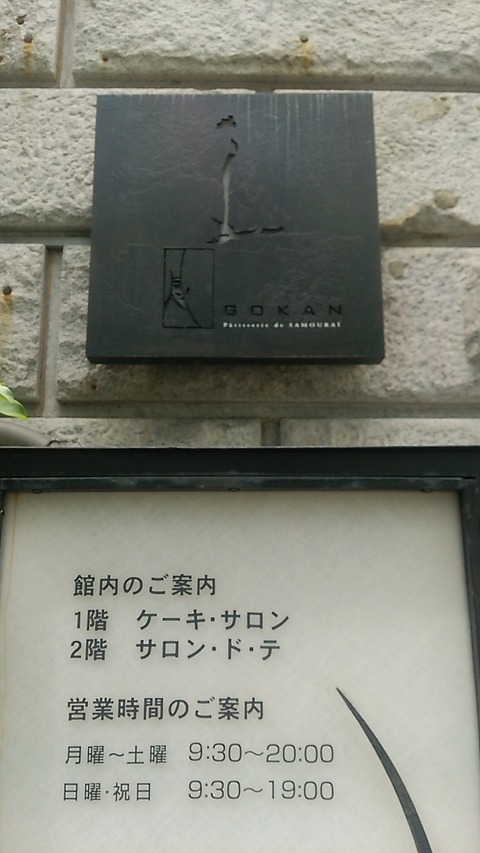 GOKAN
Pâtisserie de SAMOURAÏ
館内のご案内
1階 ケーキ・サロン
2階 サロン・ド・テ
営業時間のご案内
月曜～土曜 9:30～20:00
日曜・祝日 9:30～19:00